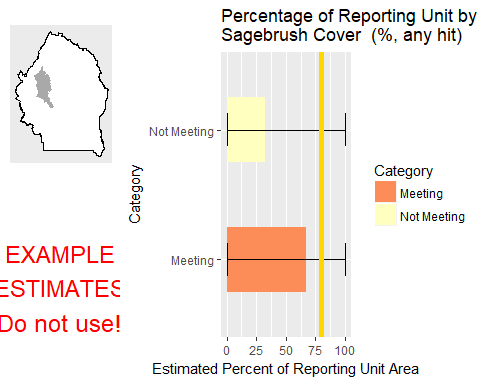 Percentage of Reporting Unit by
Sagebrush Cover (%, any hit)
Category
Not Meeting
Meeting
0 25 50 75 100
Estimated Percent of Reporting Unit Area
Category
Meeting
Not Meeting
EXAMPLE
ESTIMATES
Do not use!